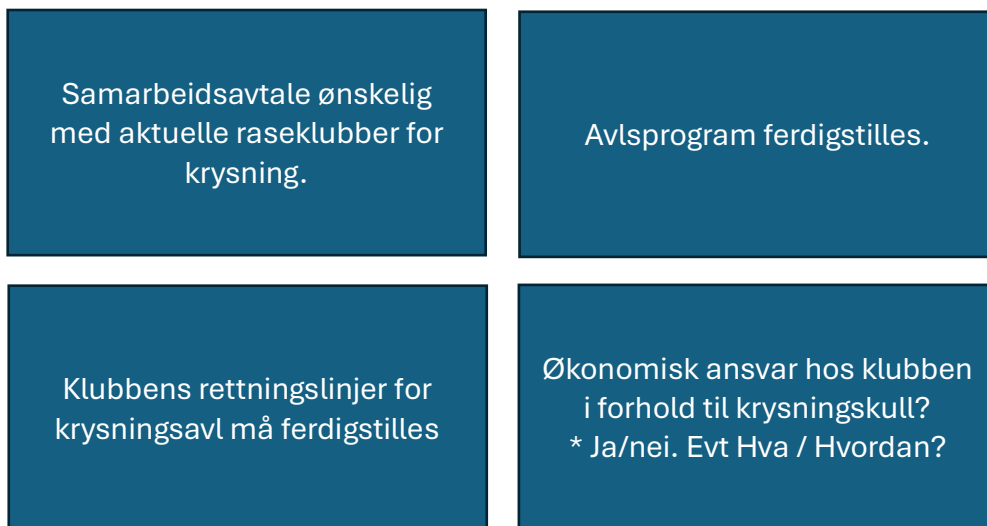 Samarbeidsavtale ønskelig
med aktuelle raseklubber for
krysning.
Avlsprogram ferdigstilles.
Klubbens rettningslinjer for
krysningsavl må ferdigstilles
Økonomisk ansvar hos klubben
i forhold til krysningskull?
* Ja/nei. Evt Hva / Hvordan?